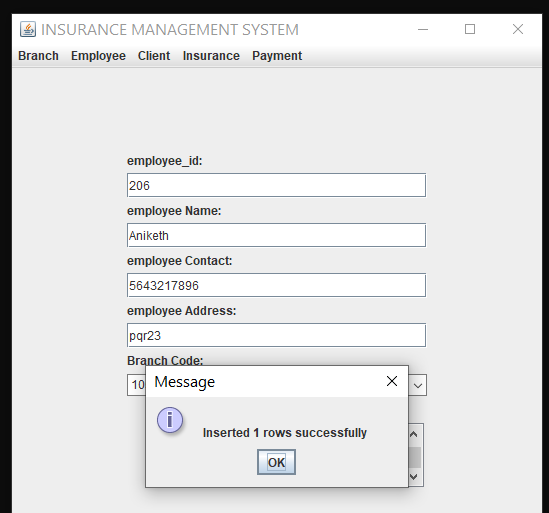 INSURANCE MANAGEMENT SYSTEM
Branch Employee Client Insurance Payment
employee_id:
206
employee Name:
Aniketh
employee Contact:
5643217896
employee Address:
pqr23
Branch Code:
10
Message
Inserted 1 rows successfully
OK